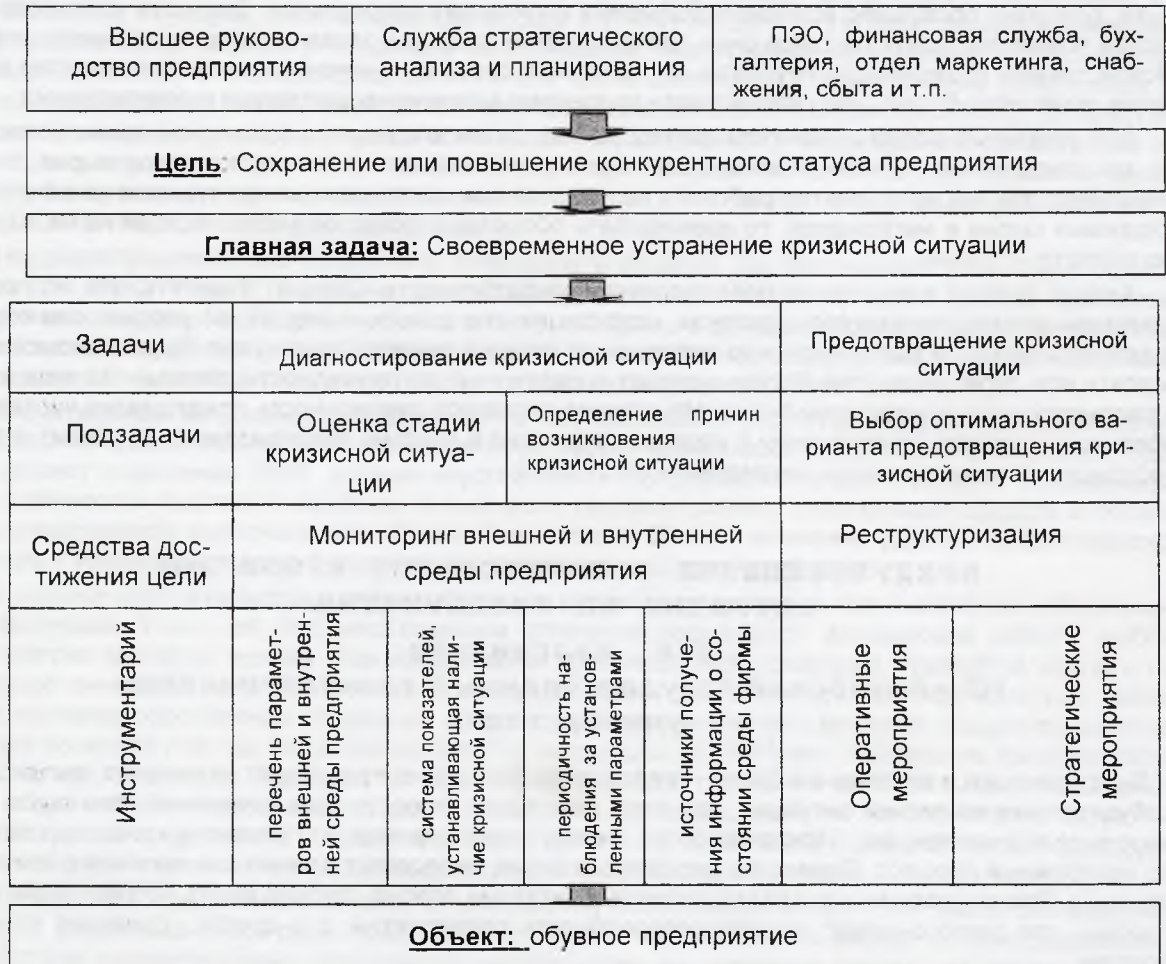 Высшее руково-
дство предприятия
Служба стратегического
анализа и планирования
ПЭО, финансовая служба, бух-
галтерия, отдел маркетинга, снаб-
жения, сбыта и т.п.
Цель: Сохранение или повышение конкурентного статуса предприятия
Главная задача: Своевременное устранение кризисной ситуации
Задачи
Диагностирование кризисной ситуации
Предотвращение кризисной
ситуации
Подзадачи
Оценка стадии
кризисной ситуа-
ции
Определение причин
возникновения
кризисной ситуации
Выбор оптимального ва-
рианта предотвращения кри-
зисной ситуации
Средства дос-
тижения цели
Мониторинг внешней и внутренней
среды предприятия
Реструктуризация
Инструментарий
перечень парамет-
ров внешней и внутрен-
ней среды предприятия
система показателей,
устанавливающая нали-
чие кризисной ситуации
периодичность на-
блюдения за установ-
ленными параметрами
источники получе-
ния информации о со-
стоянии среды фирмы
Оперативные
мероприятия
Стратегические
мероприятия
Объект: обувное предприятие